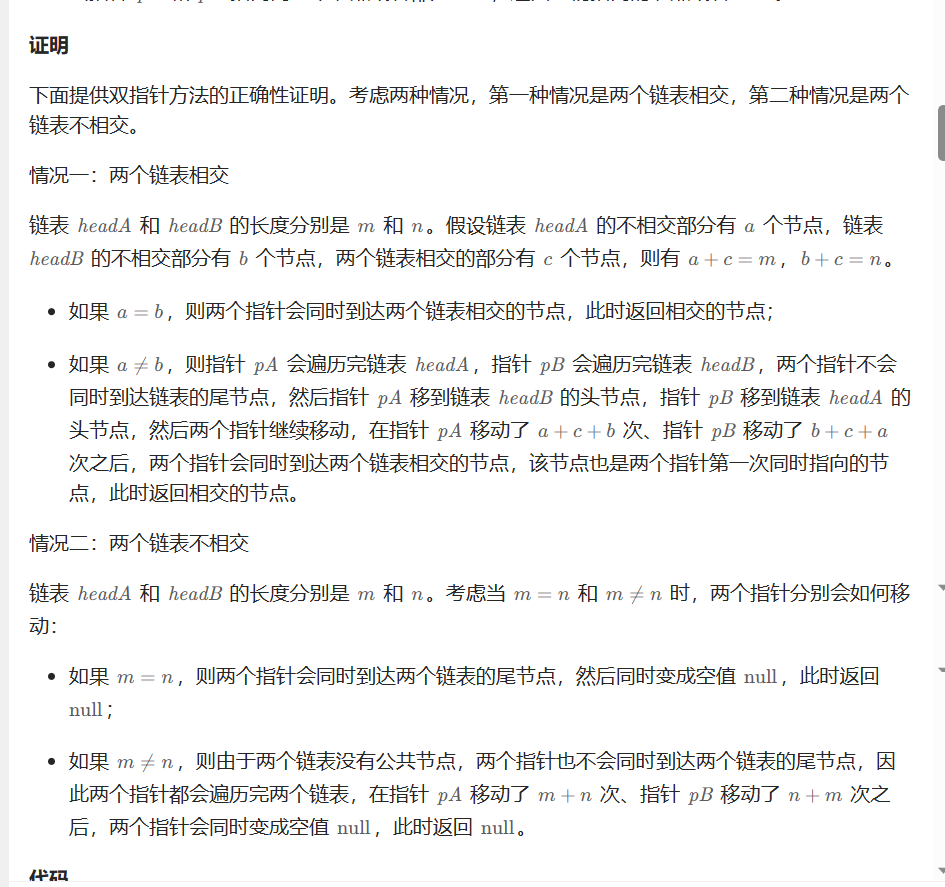 证明
下面提供双指针方法的正确性证明。考虑两种情况，第一种情况是两个链表相交，第二种情况是两个
链表不相交。
情况一：两个链表相交
链表 headA 和 headB 的长度分别是 m 和 n。假设链表 headA 的不相交部分有 a 个节点，链表
headB 的不相交部分有 b 个节点，两个链表相交的部分有 c 个节点，则有 a + c = m，b + c = n。
• 如果 a = b，则两个指针会同时到达两个链表相交的节点，此时返回相交的节点；
• 如果 a ≠ b，则指针 pA 会遍历完链表 headA，指针 pB 会遍历完链表 headB，两个指针不会
同时到达链表的尾节点，然后指针 pA 移到链表 headB 的头节点，指针 pB 移到链表 headA 的
头节点，然后两个指针继续移动，在指针 pA 移动了 a + c + b 次、指针 pB 移动了 b + c + a
次之后，两个指针会同时到达两个链表相交的节点，该节点也是两个指针第一次同时指向的节
点，此时返回相交的节点。
情况二：两个链表不相交
链表 headA 和 headB 的长度分别是 m 和 n。考虑当 m = n 和 m ≠ n 时，两个指针分别会如何移
动：
• 如果 m = n，则两个指针会同时到达两个链表的尾节点，然后同时变成空值 null，此时返回
null；
• 如果 m ≠ n，则由于两个链表没有公共节点，两个指针也不会同时到达两个链表的尾节点，因
此两个指针都会遍历完两个链表，在指针 pA 移动了 m + n 次、指针 pB 移动了 n + m 次之
后，两个指针会同时变成空值 null，此时返回 null。
代码